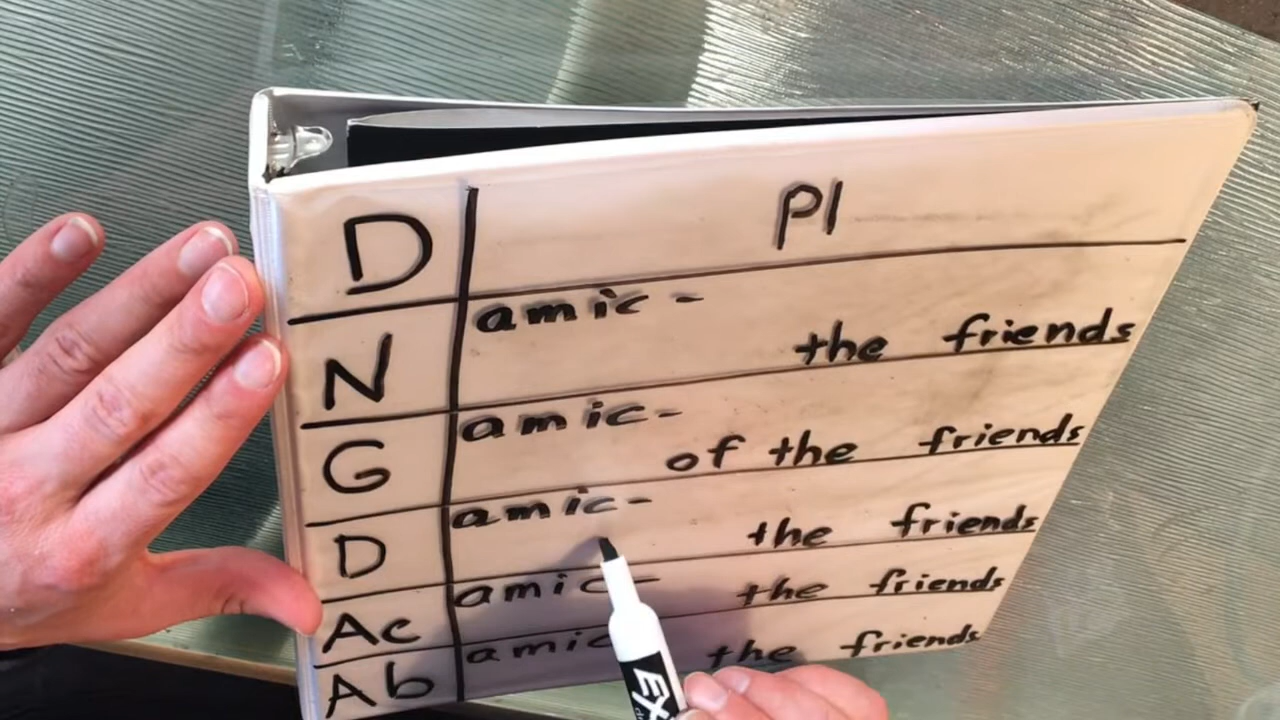 D pl
N amic- the friends
G amic- of the friends
D amic- the friends
Ac amic- the friends
Ab amic the friends
EX